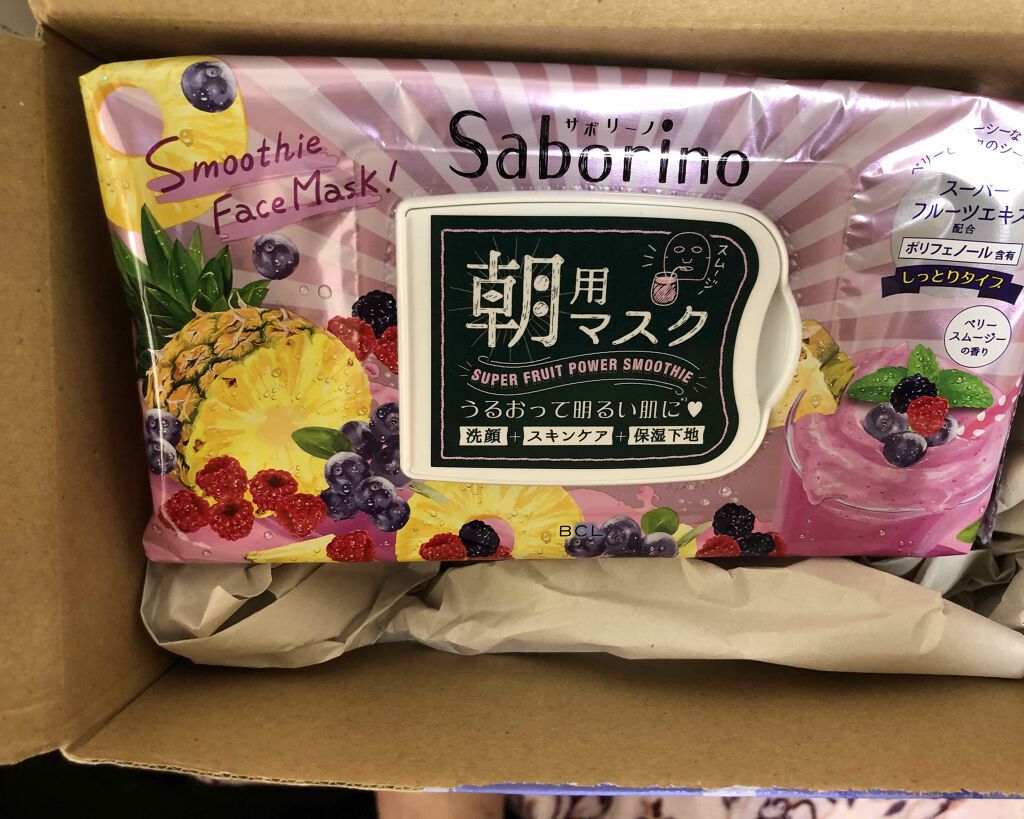 Smoothie
Face Mask!
サボリーノ
Saborino
朝用
マスク
スムージー
SUPER FRUIT POWER SMOOTHIE
うるおって明るい肌に♥
洗顔+スキンケア+保湿下地
BCL
スーパー
フルーツエキス
配合
ポリフェノール含有
しっとりタイプ
ベリー
スムージー
の香り